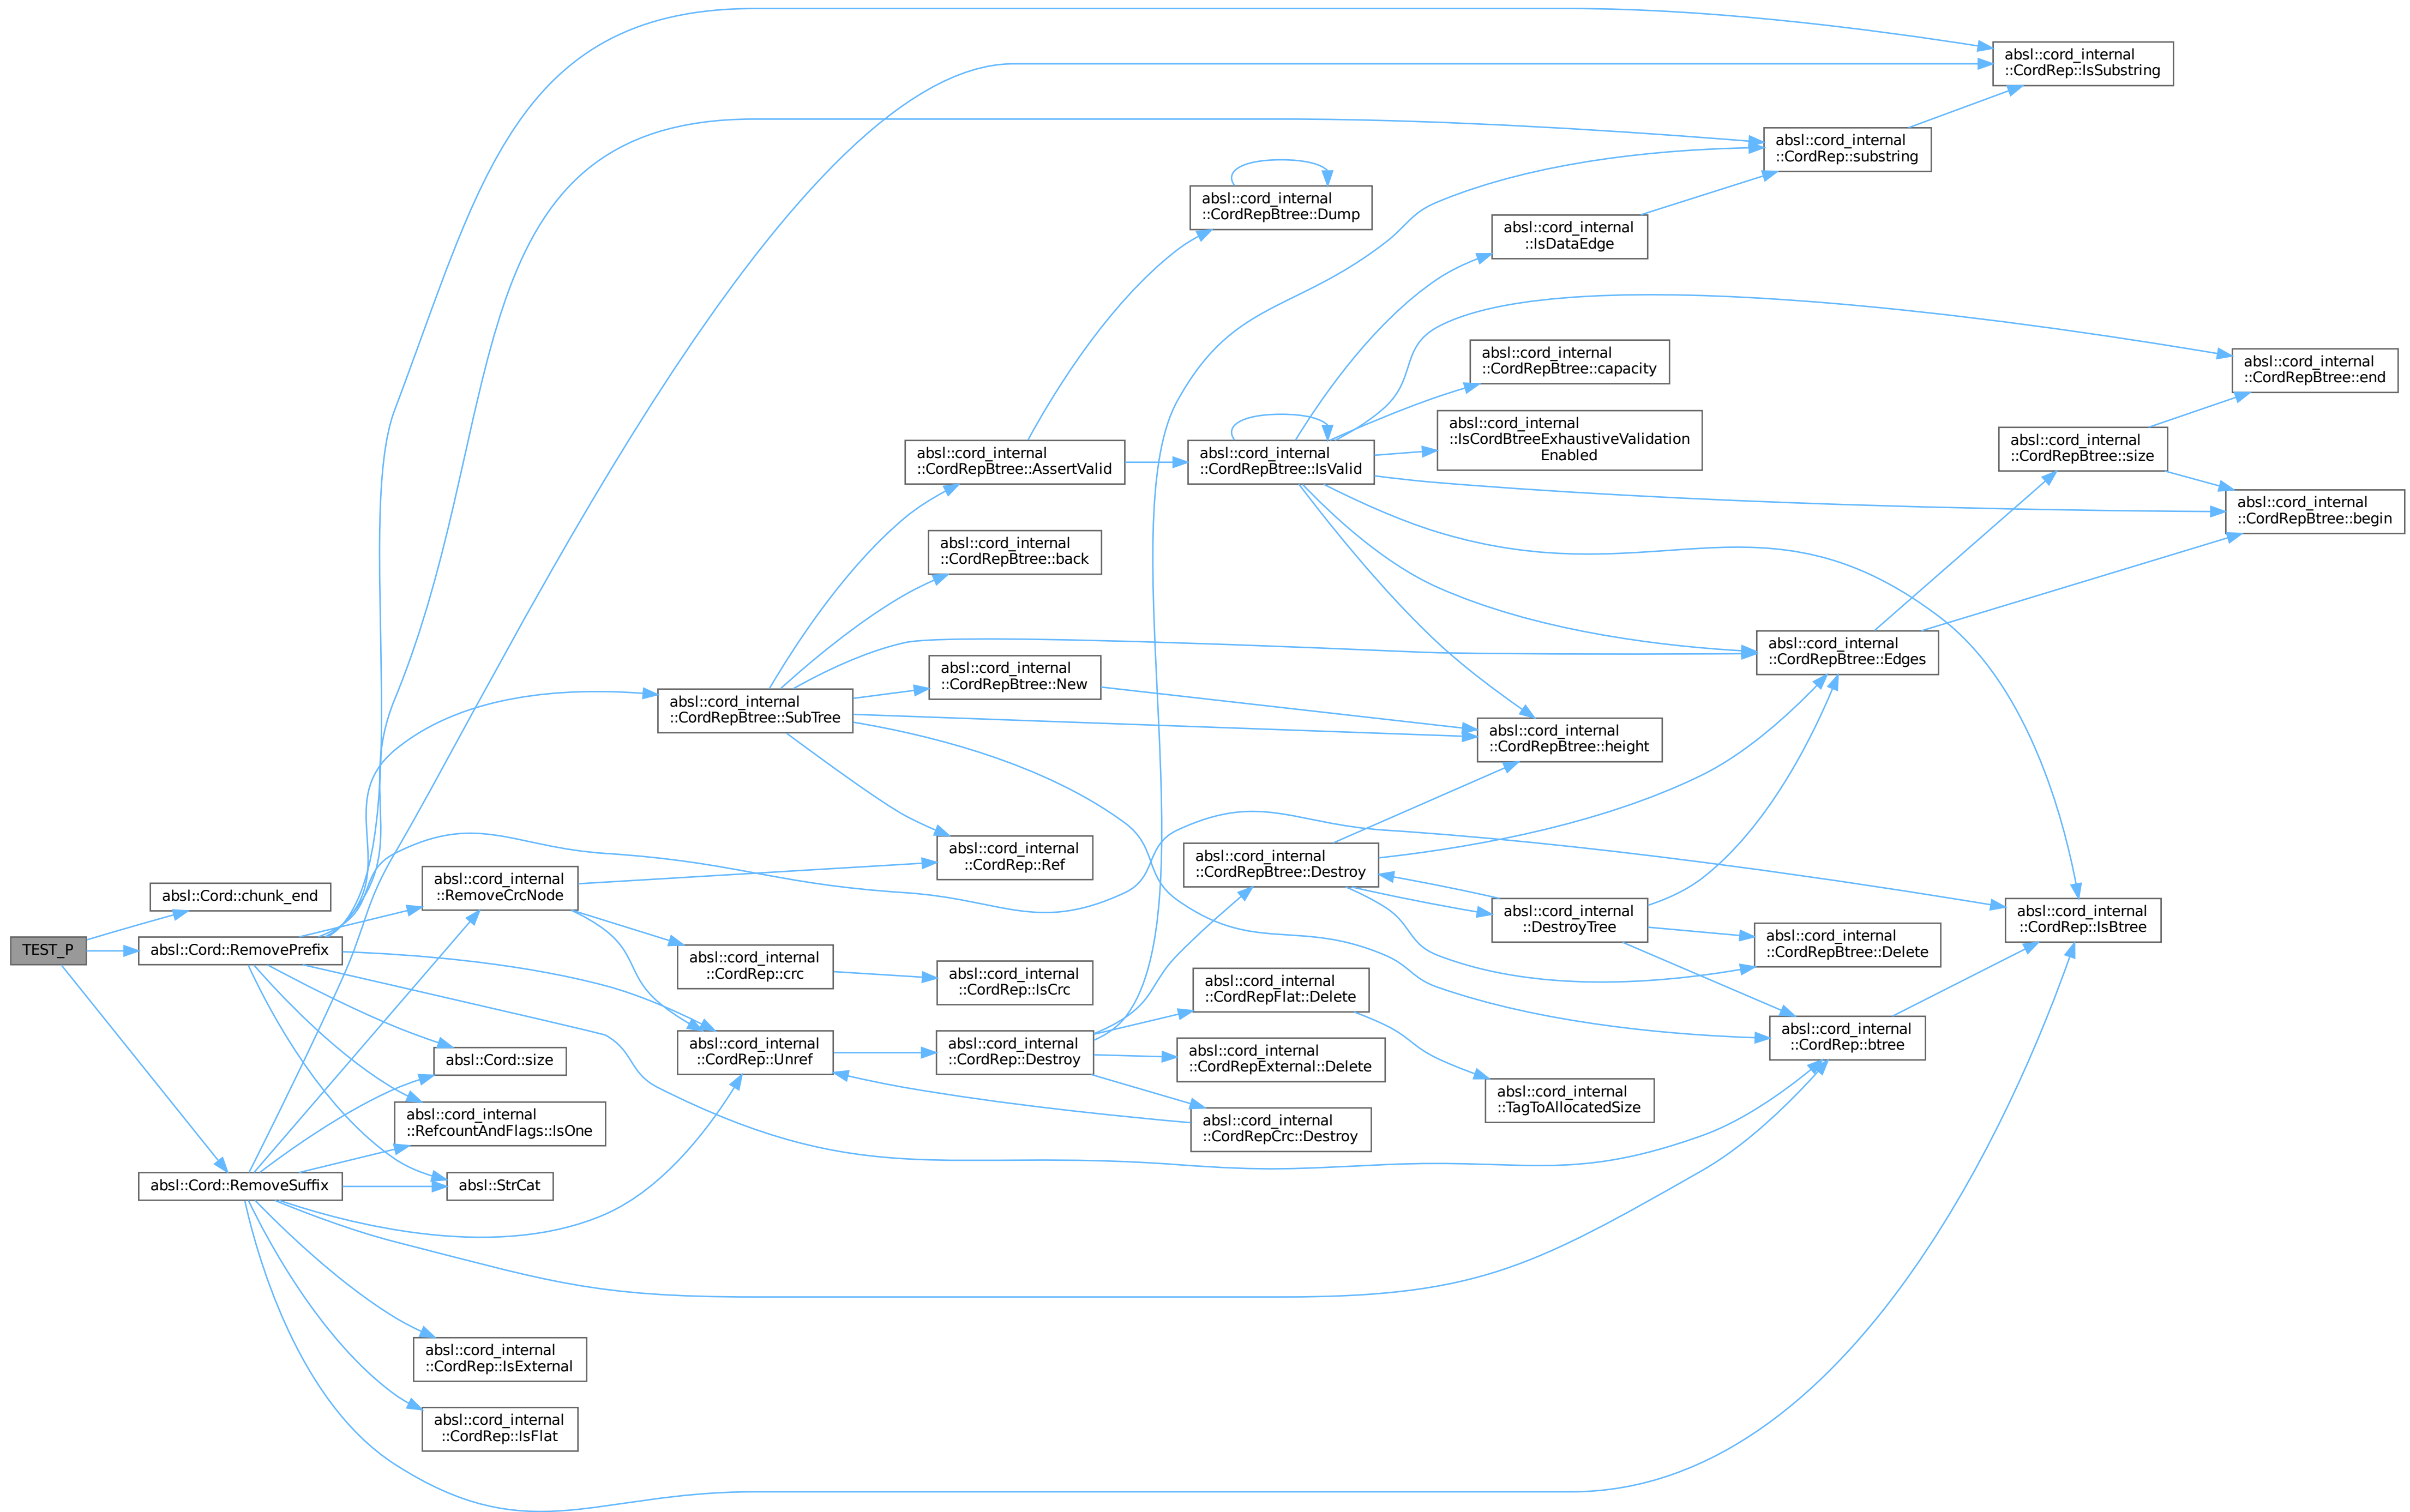 TEST_P
absl::Cord::chunk_end
absl::Cord::RemovePrefix
absl::Cord::RemoveSuffix
absl::cord_internal
::RemoveCrcNode
absl::Cord::size
absl::cord_internal
::RefcountAndFlags::IsOne
absl::StrCat
absl::cord_internal
::CordRep::IsExternal
absl::cord_internal
::CordRep::IsFlat
absl::cord_internal
::CordRepBtree::SubTree
absl::cord_internal
::CordRep::crc
absl::cord_internal
::CordRep::Unref
absl::cord_internal
::CordRepBtree::AssertValid
absl::cord_internal
::CordRepBtree::back
absl::cord_internal
::CordRepBtree::New
absl::cord_internal
::CordRep::Ref
absl::cord_internal
::CordRep::IsCrc
absl::cord_internal
::CordRep::Destroy
absl::cord_internal
::CordRepBtree::Dump
absl::cord_internal
::CordRepBtree::IsValid
absl::cord_internal
::CordRepBtree::Destroy
absl::cord_internal
::CordRepFlat::Delete
absl::cord_internal
::CordRepExternal::Delete
absl::cord_internal
::CordRepCrc::Destroy
absl::cord_internal
::IsDataEdge
absl::cord_internal
::CordRepBtree::capacity
absl::cord_internal
::IsCordBtreeExhaustiveValidation
Enabled
absl::cord_internal
::CordRepBtree::height
absl::cord_internal
::DestroyTree
absl::cord_internal
::TagToAllocatedSize
absl::cord_internal
::CordRep::substring
absl::cord_internal
::CordRepBtree::Edges
absl::cord_internal
::CordRepBtree::Delete
absl::cord_internal
::CordRep::btree
absl::cord_internal
::CordRep::IsSubstring
absl::cord_internal
::CordRepBtree::size
absl::cord_internal
::CordRep::IsBtree
absl::cord_internal
::CordRepBtree::end
absl::cord_internal
::CordRepBtree::begin